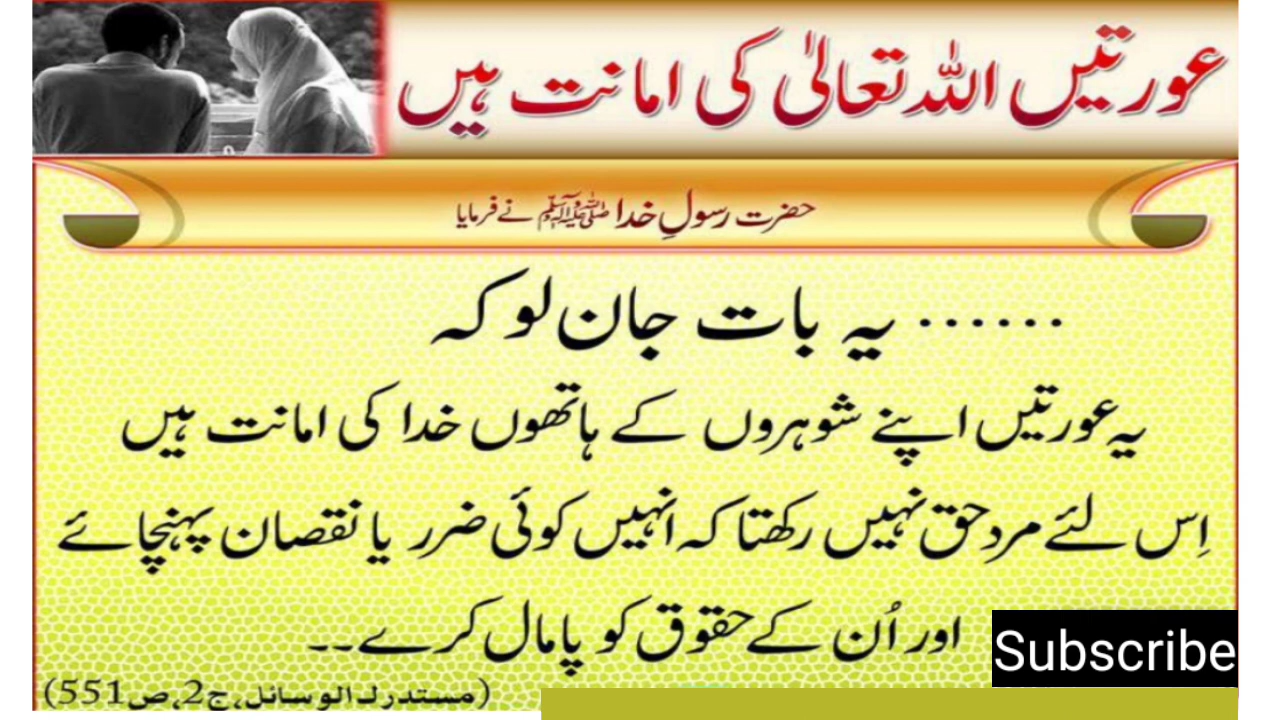 عورتیں اللہ تعالیٰ کی امانت ہیں
حضرت رسولِ خدا ﷺ نے فرمایا
...... یہ بات جان لو کہ
یہ عورتیں اپنے شوہروں کے ہاتھوں خدا کی امانت ہیں
اِس لئے مرد حق نہیں رکھتا کہ انہیں کوئی ضرر یا نقصان پہنچائے
اور اُن کے حقوق کو پامال کرے۔۔
Subscribe
(مستدرک الوسائل، ج2، ص551)